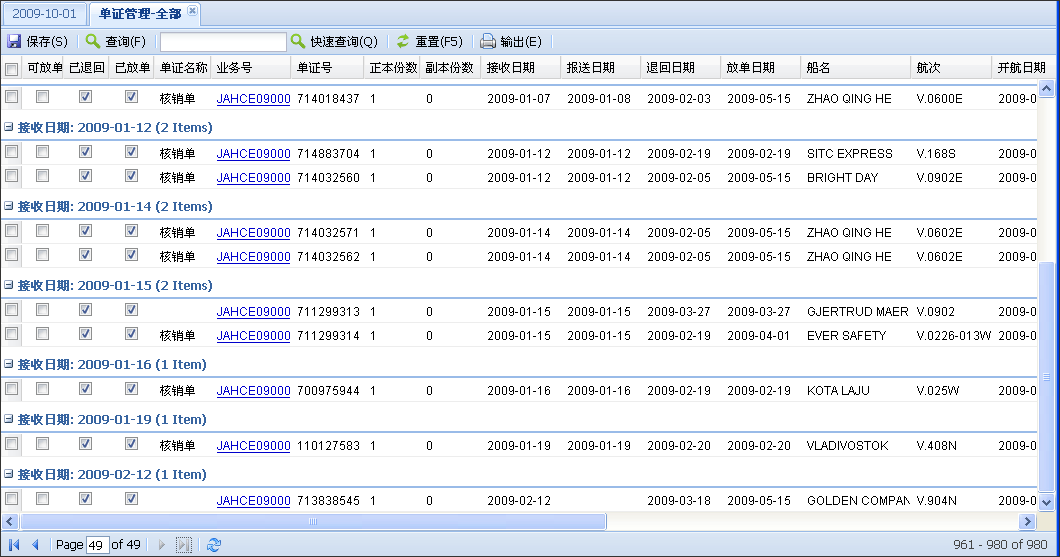 2009-10-01 单证管理-全部
保存(S) 查询(F) 快速查询(Q) 重置(F5) 输出(E)
可放单 已退回 已放单 单证名称 业务号 单证号 正本份数 副本份数 接收日期 报送日期 退回日期 放单日期 船名 航次 开航日期
核销单 JAHCE09000 714018437 1 0 2009-01-07 2009-01-08 2009-02-03 2009-05-15 ZHAO QING HE V.0600E 2009-0
接收日期: 2009-01-12 (2 Items)
核销单 JAHCE09000 714883704 1 0 2009-01-12 2009-01-12 2009-02-19 2009-02-19 SITC EXPRESS V.168S 2009-0
核销单 JAHCE09000 714032560 1 0 2009-01-12 2009-01-12 2009-02-05 2009-05-15 BRIGHT DAY V.0902E 2009-0
接收日期: 2009-01-14 (2 Items)
核销单 JAHCE09000 714032571 1 0 2009-01-14 2009-01-14 2009-02-05 2009-05-15 ZHAO QING HE V.0602E 2009-0
核销单 JAHCE09000 714032562 1 0 2009-01-14 2009-01-14 2009-02-05 2009-05-15 ZHAO QING HE V.0602E 2009-0
接收日期: 2009-01-15 (2 Items)
JAHCE09000 711299313 1 0 2009-01-15 2009-01-15 2009-03-27 2009-03-27 GJERTRUD MAER V.0902 2009-0
核销单 JAHCE09000 711299314 1 0 2009-01-15 2009-01-15 2009-02-19 2009-04-01 EVER SAFETY V.0226-013W 2009-0
接收日期: 2009-01-16 (1 Item)
核销单 JAHCE09000 700975944 1 0 2009-01-16 2009-01-16 2009-02-19 2009-02-19 KOTA LAJU V.025W 2009-0
接收日期: 2009-01-19 (1 Item)
核销单 JAHCE09000 110127583 1 0 2009-01-19 2009-01-19 2009-02-20 2009-02-20 VLADIVOSTOK V.408N 2009-0
接收日期: 2009-02-12 (1 Item)
JAHCE09000 713838545 1 0 2009-02-12 2009-03-18 2009-05-15 GOLDEN COMPAN V.904N 2009-0
Page 49 of 49 961 - 980 of 980